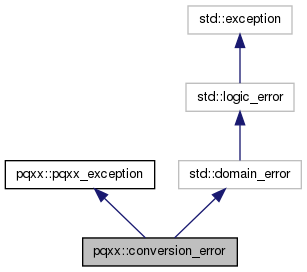 std::exception
std::logic_error
pqxx::pqxx_exception
std::domain_error
pqxx::conversion_error